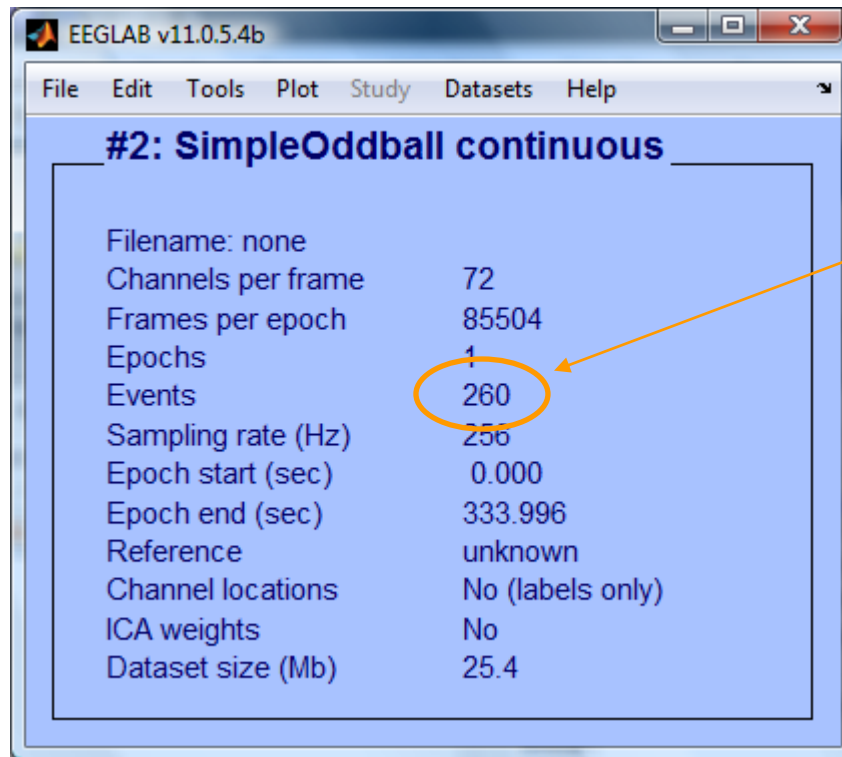 EEGLAB v11.0.5.4b
File Edit Tools Plot Study Datasets Help
#2: SimpleOddball continuous
Filename: none
Channels per frame 72
Frames per epoch 85504
Epochs 1
Events 260
Sampling rate (Hz) 256
Epoch start (sec) 0.000
Epoch end (sec) 333.996
Reference unknown
Channel locations No (labels only)
ICA weights No
Dataset size (Mb) 25.4